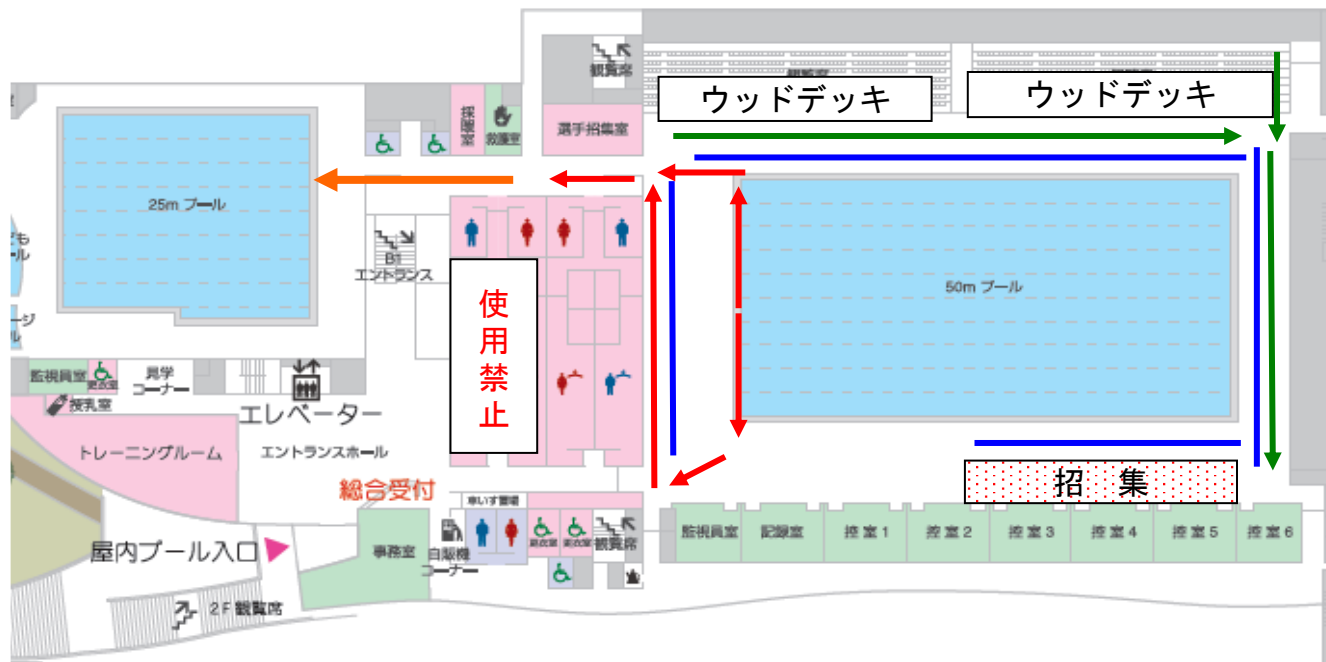 観覧席
ウッドデッキ
ウッドデッキ
採暖室
救護室
選手招集室
25m プール
50m プール
B1
エントランス
使用禁止
監視員室
更衣室
見学
コーナー
授乳室
エレベーター
トレーニングルーム
エントランスホール
総合受付
招 集
車いす置場
屋内プール入口
事務室
自販機
コーナー
更衣室
更衣室
観覧席
監視員室
記録室
控室1
控室2
控室3
控室4
控室5
控室6
2F観覧席